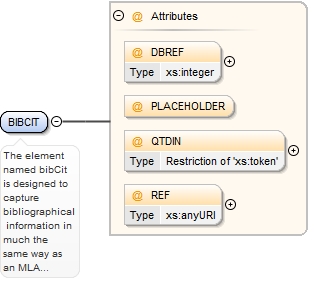 Attributes
@ DBREF
Type xs:integer
@ PLACEHOLDER
@ QTDIN
Type Restriction of 'xs:token'
@ REF
Type xs:anyURI
BIBCIT
The element
named bibCit
is designed to
capture
bibliographical
information in
much the
same way as
an MLA...